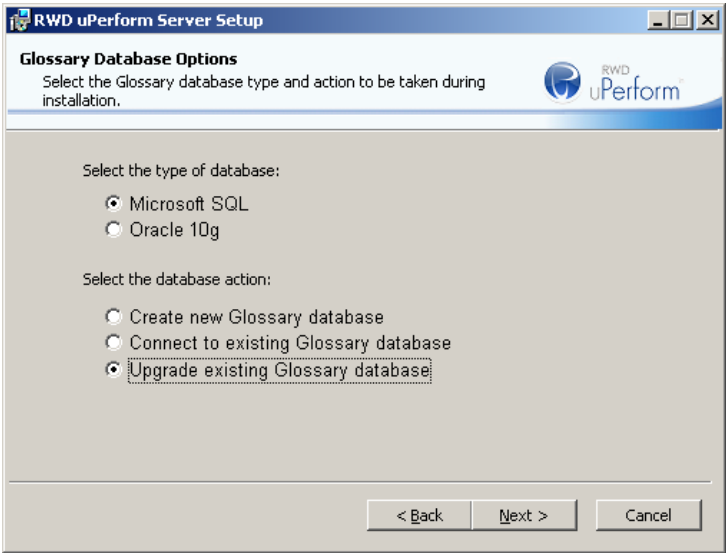 RWD uPerform Server Setup
Glossary Database Options
Select the Glossary database type and action to be taken during
installation.
RWD
uPerform
Select the type of database:
Microsoft SQL
Oracle 10g
Select the database action:
Create new Glossary database
Connect to existing Glossary database
Upgrade existing Glossary database
< Back
Next >
Cancel